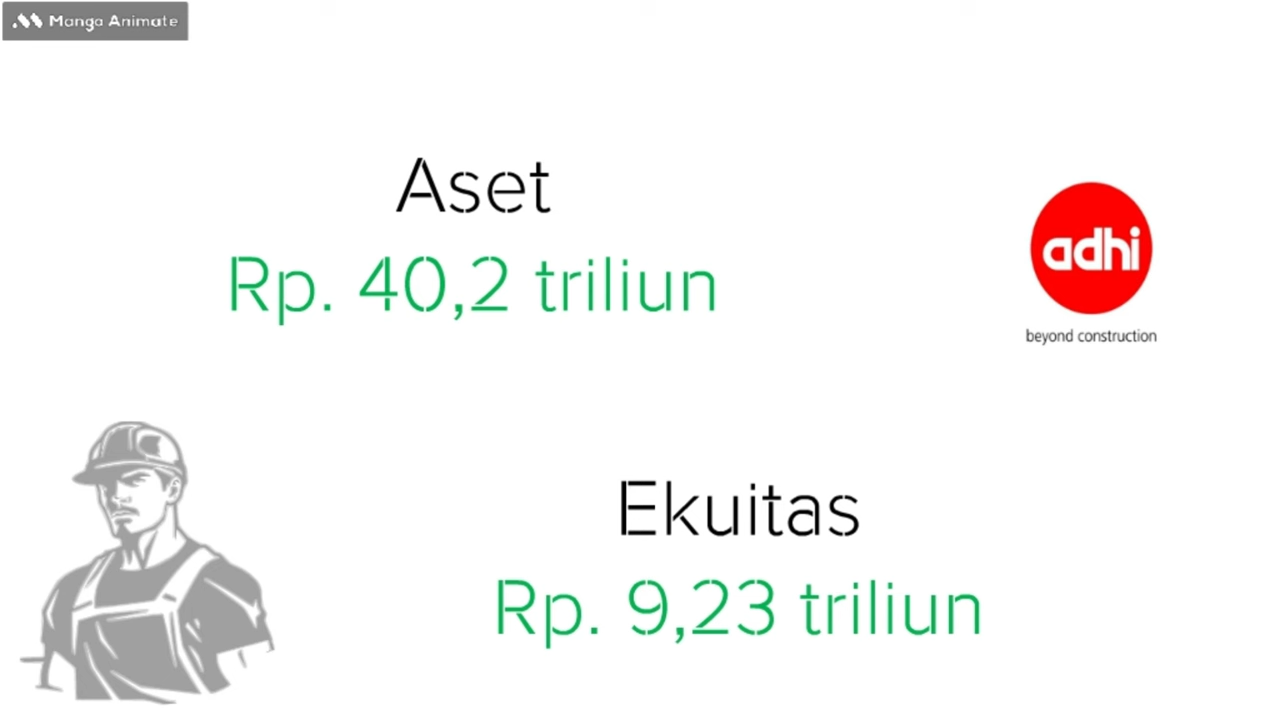 Manga Animate
Aset
Rp. 40,2 triliun
adhi
beyond construction
Ekuitas
Rp. 9,23 triliun